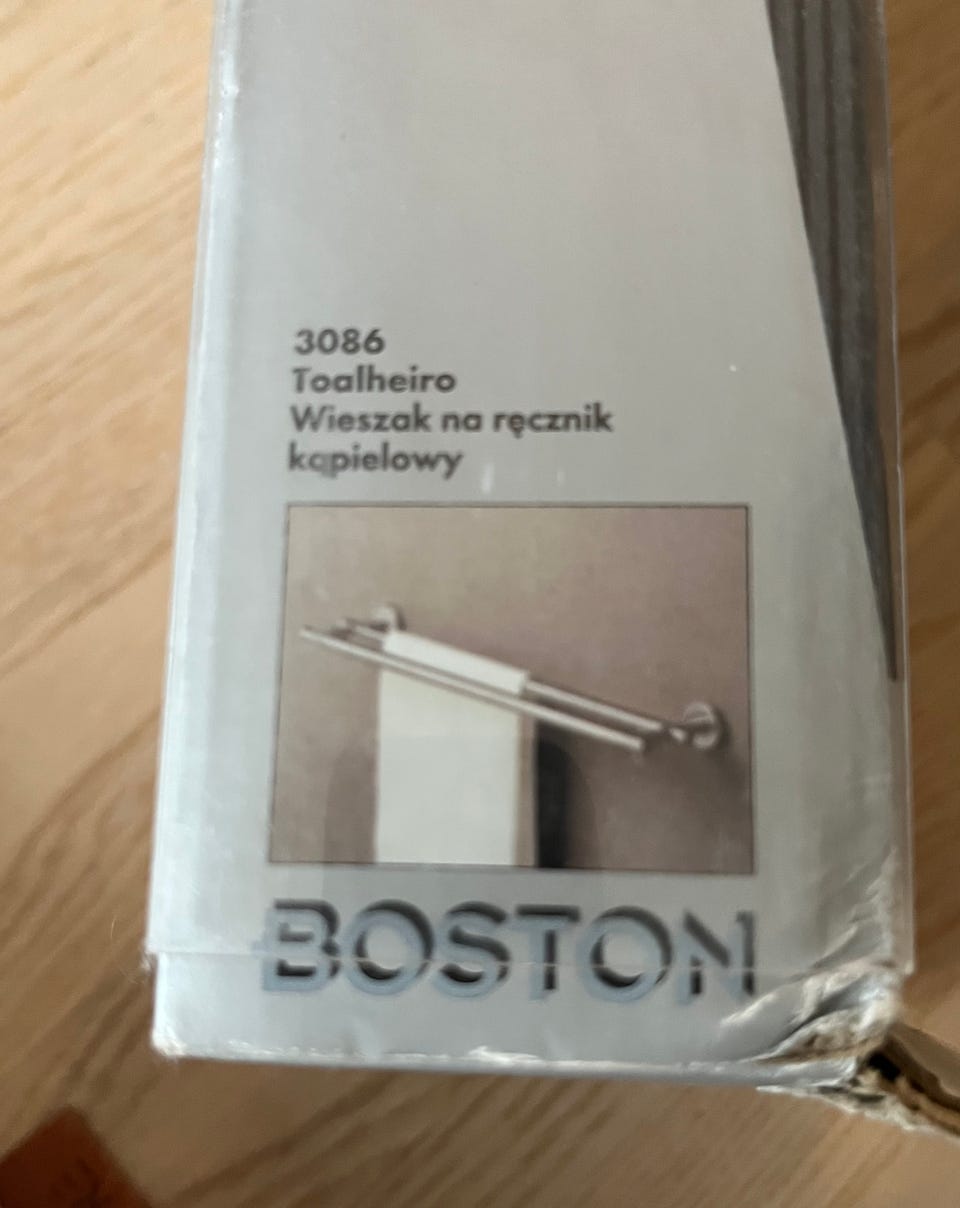 3086
Toalheiro
Wieszak na ręcznik
kąpielowy
BOSTON